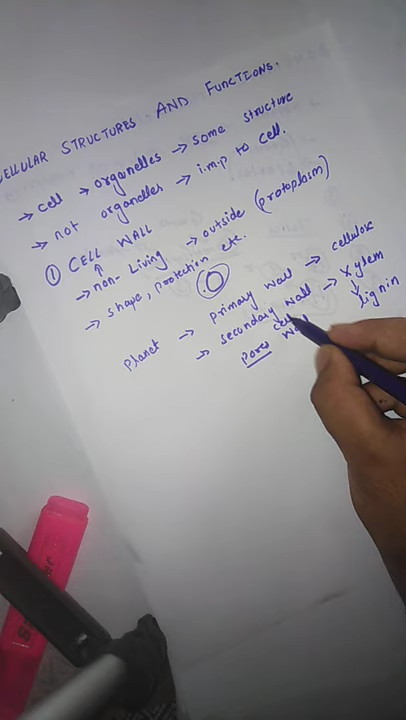 CELLULAR STRUCTURES AND FUNCTIONS.
→ cell → organelles → some structure
→ not organelles → i.m.p to cell.
① CELL WALL
→ non-Living → outside (protoplasm)
→ shape, protection etc.
Planet → primary wall → cellulose
→ secondary wall → xylem
↓
lignin
Pores wall